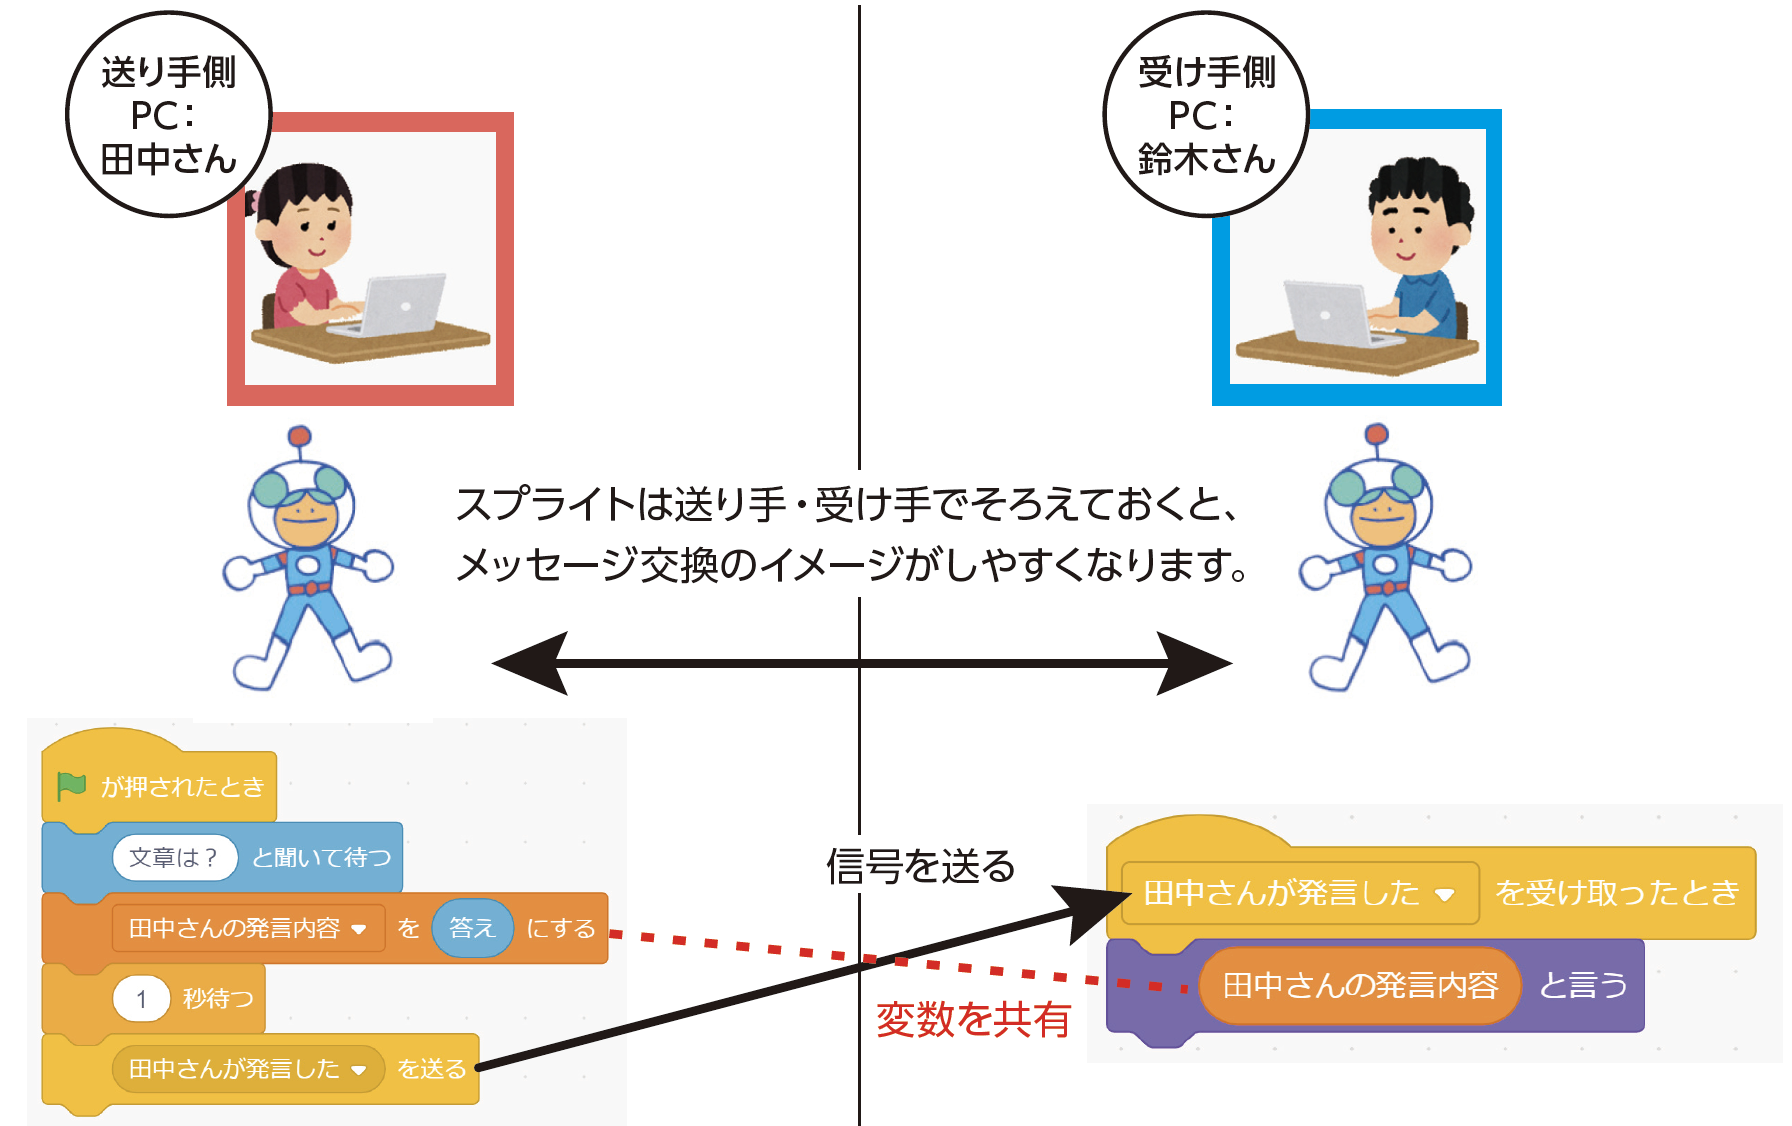 送り手側
PC：
田中さん
受け手側
PC：
鈴木さん
スプライトは送り手・受け手でそろえておくと、
メッセージ交換のイメージがしやすくなります。
が押されたとき
文章は？ と聞いて待つ
田中さんの発言内容 を 答え にする
1 秒待つ
田中さんが発言した を送る
信号を送る
変数を共有
田中さんが発言した を受け取ったとき
田中さんの発言内容 と言う